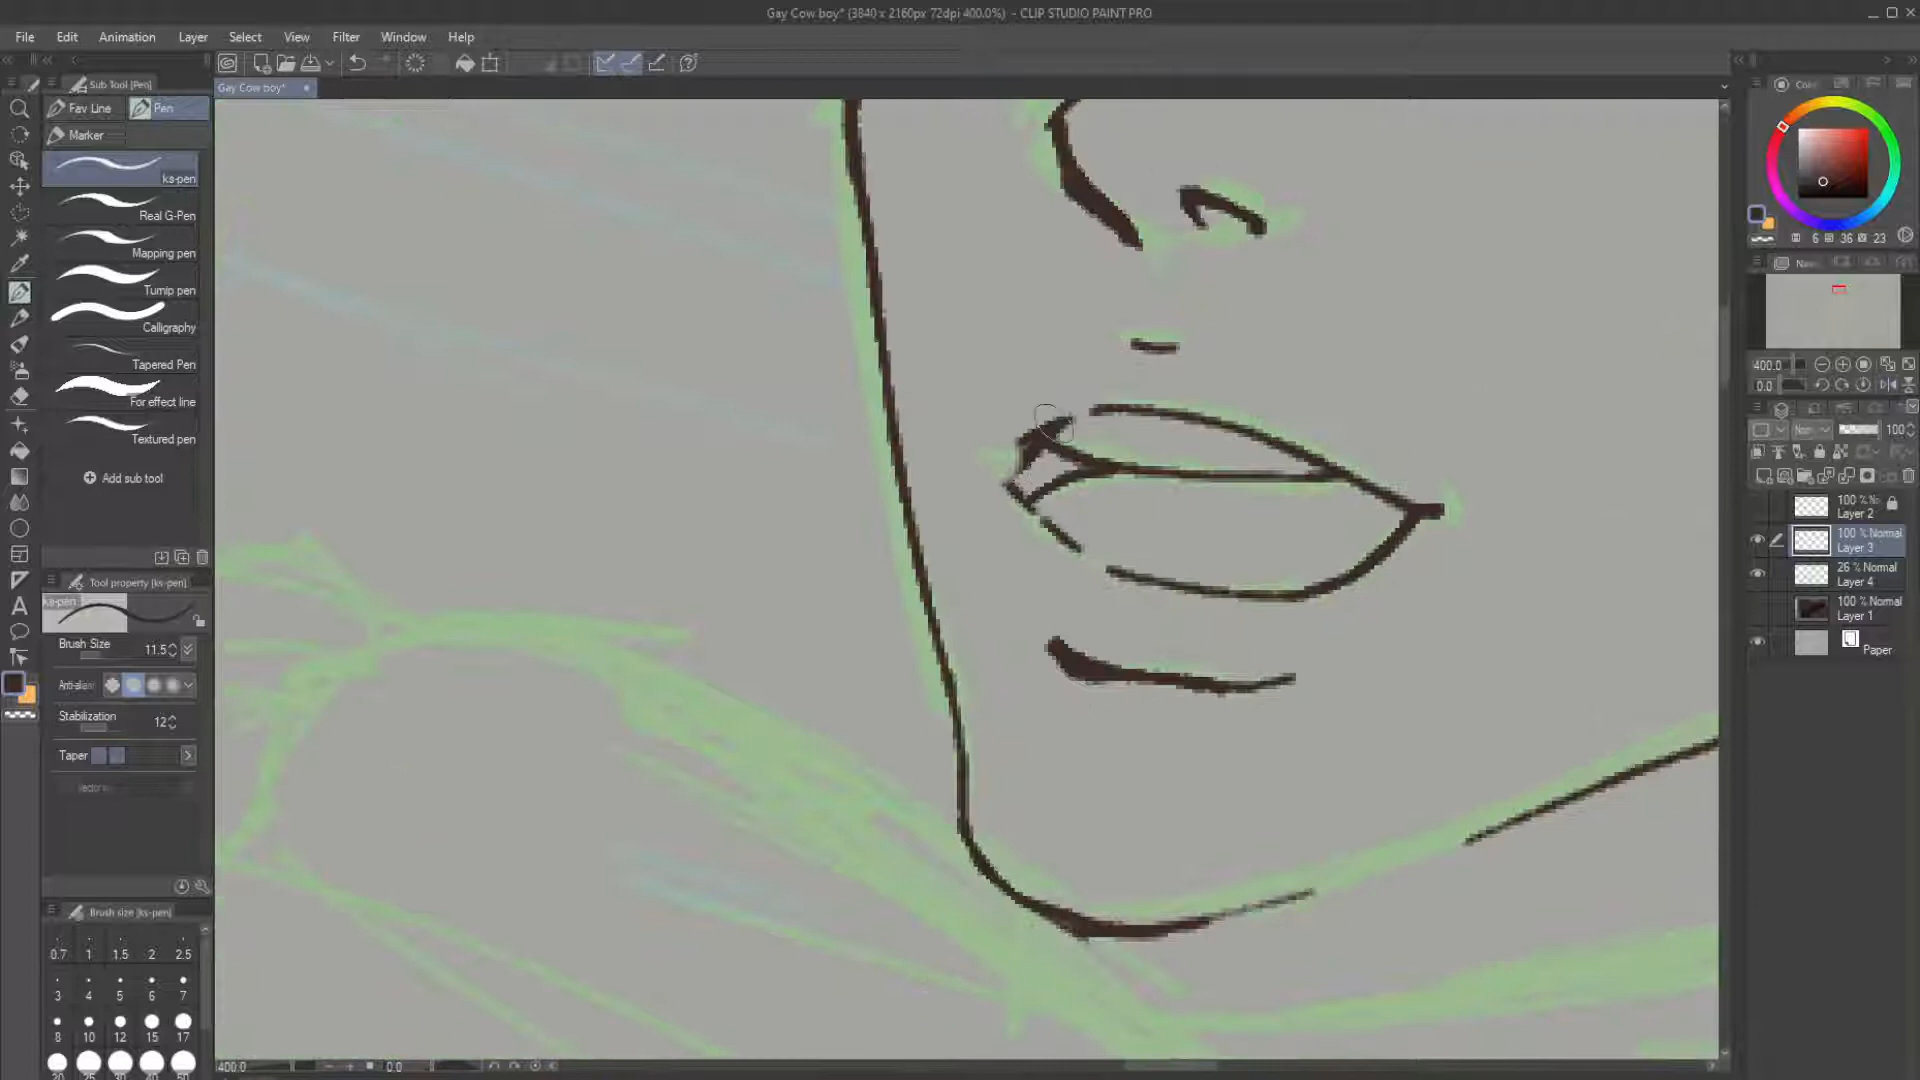 Gay Cow boy* (3840 x 2160px 72dpi 400.0%) - CLIP STUDIO PAINT PRO
File Edit Animation Layer Select View Filter Window Help
Sub Tool [Pen]
Gay Cow boy*
Fav Line Pen
Marker
ks-pen
Real G-Pen
Mapping pen
Turnip pen
Calligraphy
Tapered Pen
For effect line
Textured pen
Add sub tool
Tool property [ks-pen]
ks-pen
Brush Size 11.5
Stabilization 12
Taper
Brush size [ks-pen]
0.7 1 1.5 2 2.5
3 4 5 6 7
8 10 12 15 17
400.0 0.0
6 36 23
400.0
0.0
100
Layer 2
100 % Normal
Layer 3
26 % Normal
Layer 4
100 % Normal
Layer 1
Paper